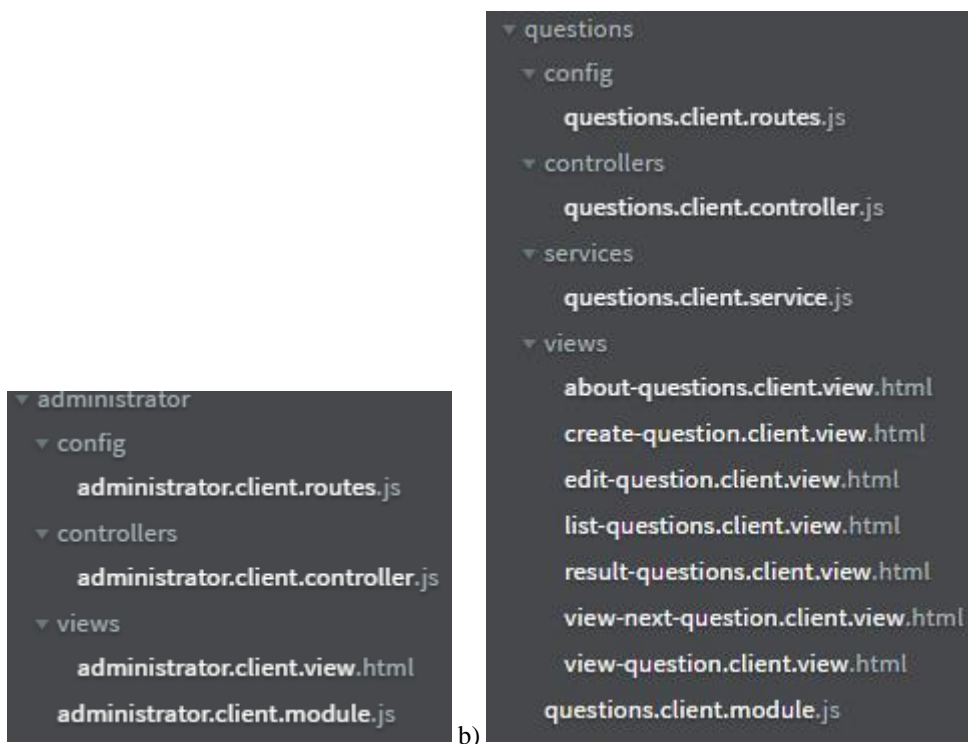 administrator
config
administrator.client.routes.js
controllers
administrator.client.controller.js
views
administrator.client.view.html
administrator.client.module.js
b)
questions
config
questions.client.routes.js
controllers
questions.client.controller.js
services
questions.client.service.js
views
about-questions.client.view.html
create-question.client.view.html
edit-question.client.view.html
list-questions.client.view.html
result-questions.client.view.html
view-next-question.client.view.html
view-question.client.view.html
questions.client.module.js